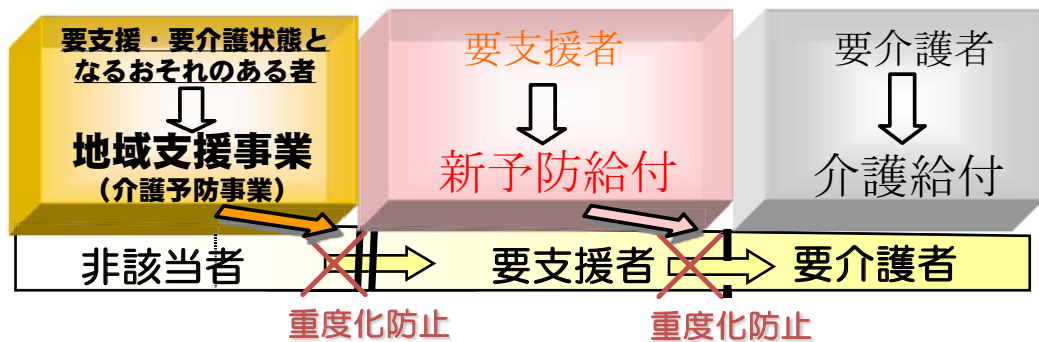 要支援・要介護状態と
なるおそれのある者
地域支援事業
（介護予防事業）
要支援者
新予防給付
要介護者
介護給付
非該当者
要支援者
要介護者
重度化防止
重度化防止